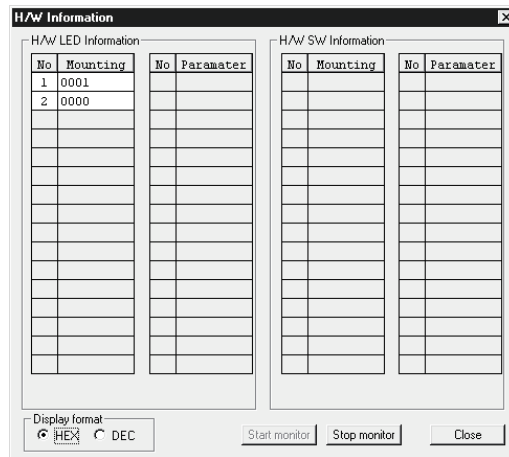 H/W Information
H/W LED Information
H/W SW Information
No Mounting No Paramater No Mounting No Paramater
1 0001
2 0000
Display format
HEX DEC
Start monitor Stop monitor Close